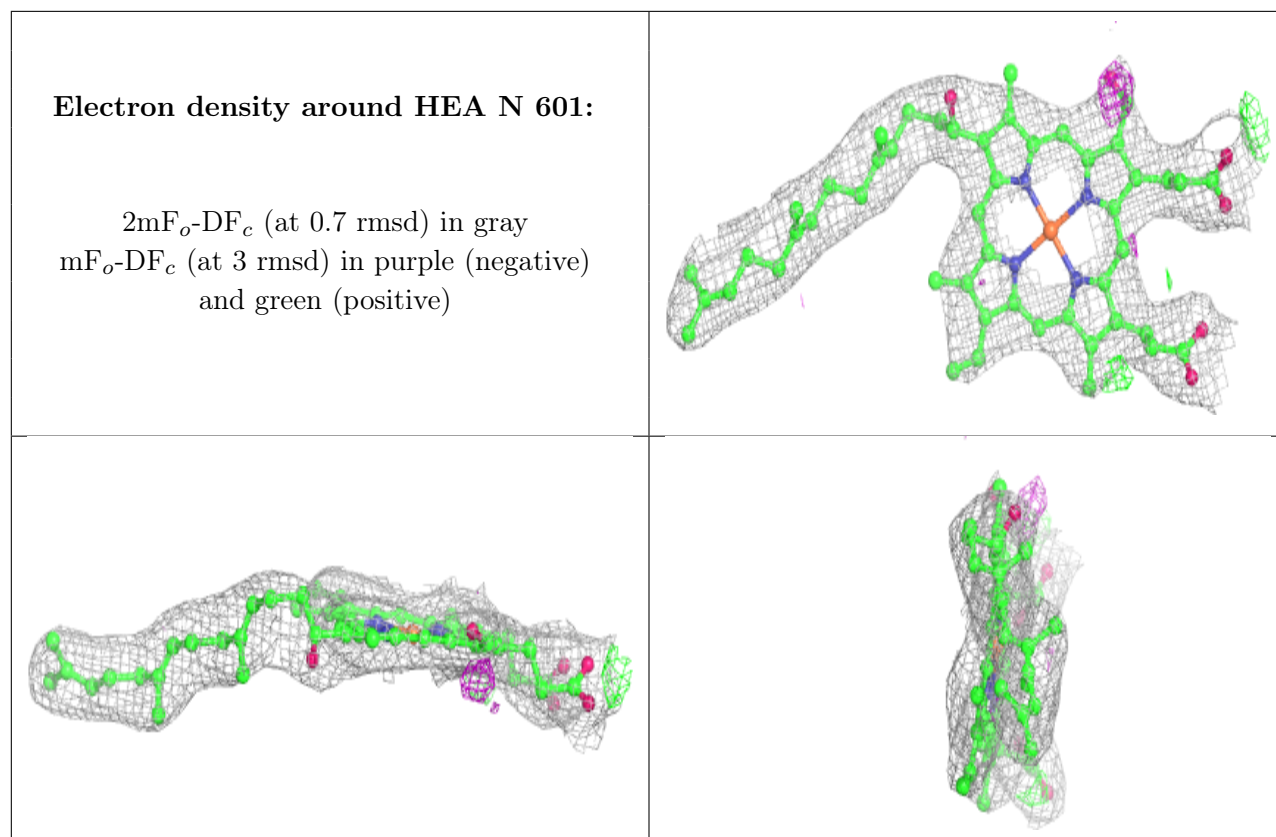 Electron density around HEA N 601:
2mFo-DFc (at 0.7 rmsd) in gray
mFo-DFc (at 3 rmsd) in purple (negative)
and green (positive)